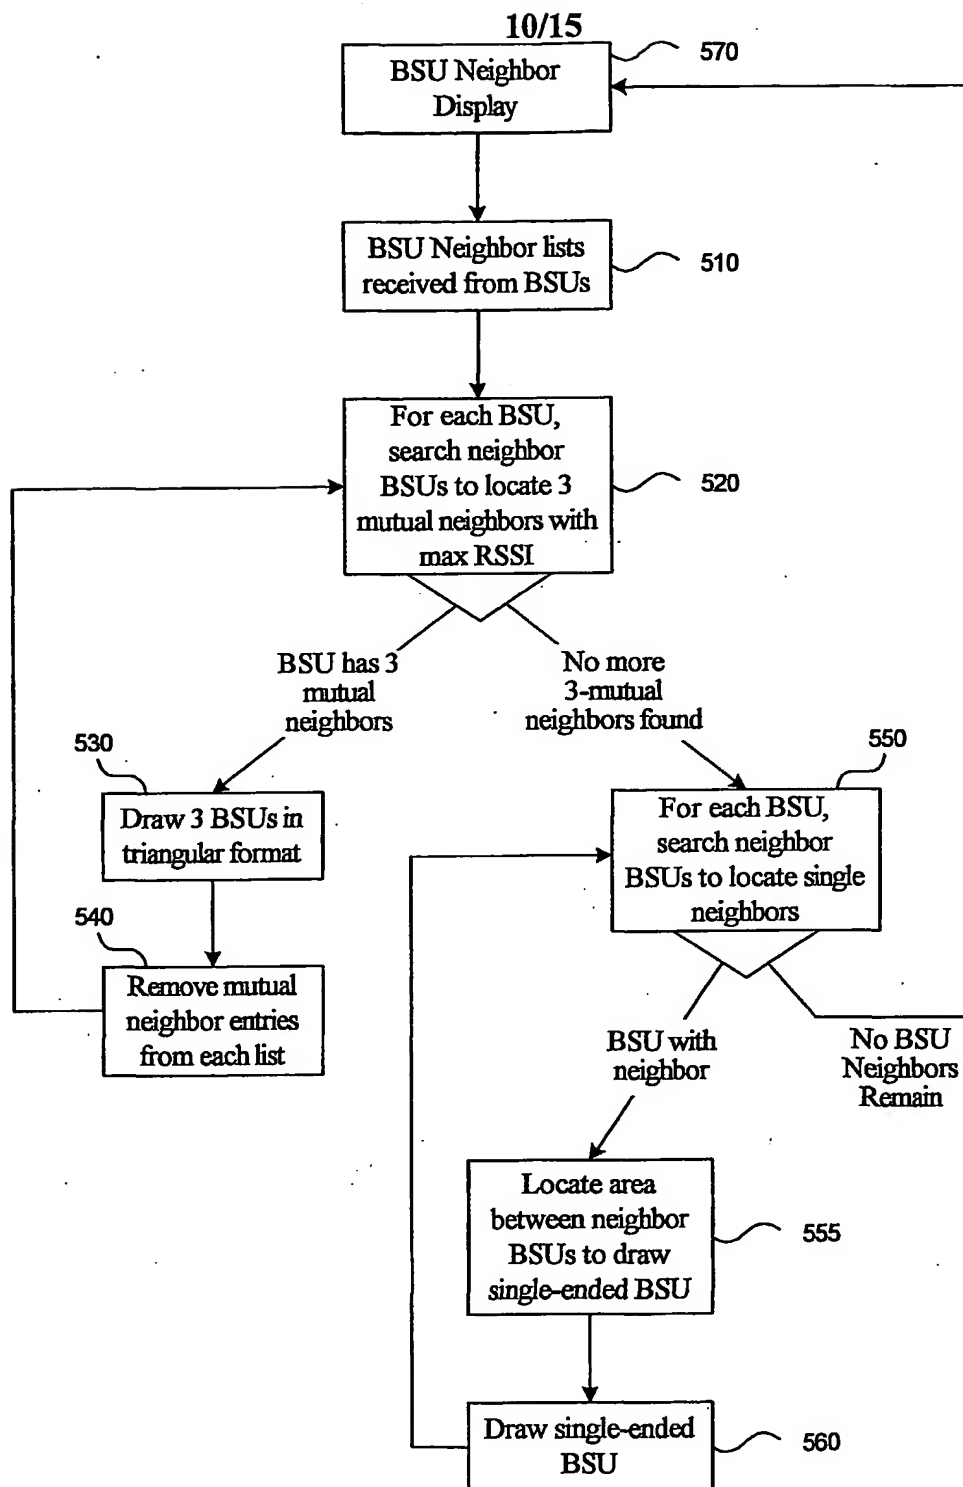 10/15
BSU Neighbor
Display
570
BSU Neighbor lists
received from BSUs
510
For each BSU,
search neighbor
BSUs to locate 3
mutual neighbors with
max RSSI
520
BSU has 3
mutual
neighbors
No more
3-mutual
neighbors found
530
Draw 3 BSUs in
triangular format
540
Remove mutual
neighbor entries
from each list
550
For each BSU,
search neighbor
BSUs to locate single
neighbors
BSU with
neighbor
No BSU
Neighbors
Remain
Locate area
between neighbor
BSUs to draw
single-ended BSU
555
Draw single-ended
BSU
560